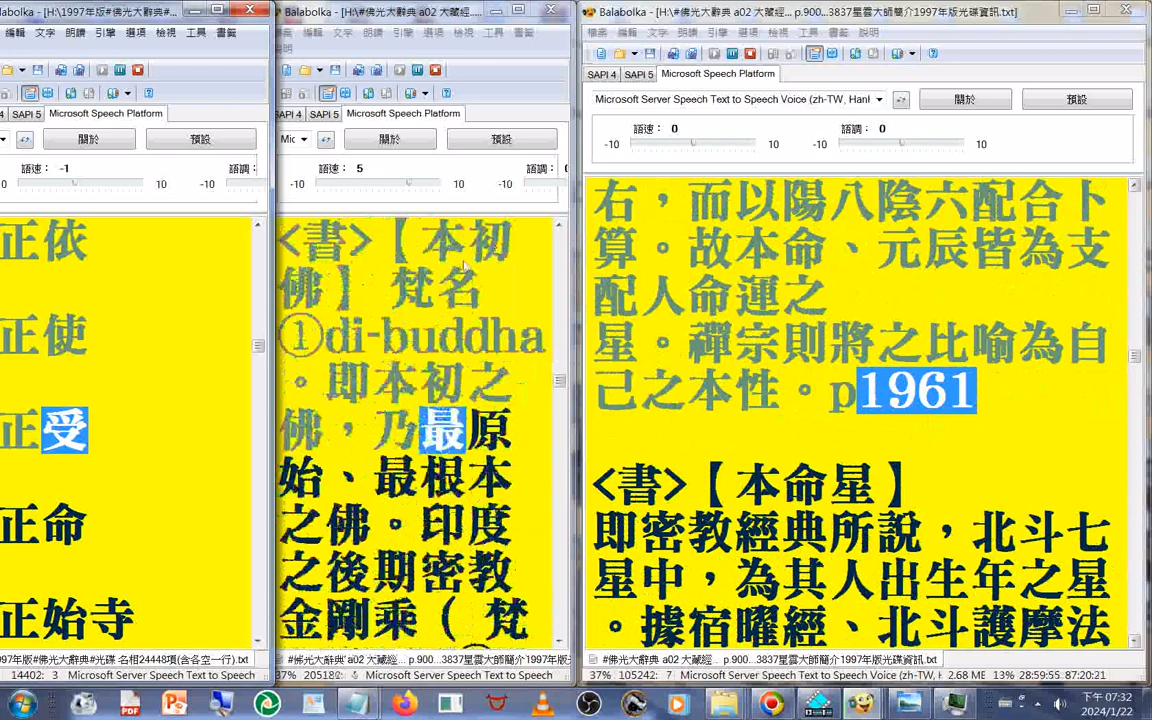 1997年版#佛光大辭典#...
編輯 文字 朗讀 引擎 選項 檢視 工具 書籤
SAPI 5 Microsoft Speech Platform
關於 預設
語速： -1 語調：
0 10 -10
正依
正使
正受
正命
正始寺
997年版#佛光大辭典#光碟 名相24448項(含各空一行).txt
14402: 3 Microsoft Speech Platform
Balabolka - [H:\#佛光大辭典 a02 大藏經...
檔案 編輯 文字 朗讀 引擎 選項 檢視 工具 書籤
說明
API 4 SAPI 5 Microsoft Speech Platform
Mic 關於 預設
語速： 5 語調：
-10 10 -10
<書>【本初
佛】 梵名
①di-buddha
。即本初之
佛，乃最原
始、最根本
之佛。印度
之後期密教
金剛乘（ 梵
#佛光大辭典 a02 大藏經... p.900...3837星雲大師簡介1997年版光
37% 20518 Microsoft Speech Te
Balabolka - [H:\#佛光大辭典 a02 大藏經... p.900...3837星雲大師簡介1997年版光碟資訊.txt]
檔案 編輯 文字 朗讀 引擎 選項 檢視 工具 書籤 說明
SAPI 4 SAPI 5 Microsoft Speech Platform
Microsoft Server Speech Text to Speech Voice (zh-TW, Han 關於 預設
語速： 0 語調： 0
-10 10 -10 10
右，而以陽八陰六配合卜
算。故本命、元辰皆為支
配人命運之
星。禪宗則將之比喻為自
己之本性。p1961
<書>【本命星】
即密教經典所說，北斗七
星中，為其人出生年之星
。據宿曜經、北斗護摩法
#佛光大辭典 a02 大藏經... p.900...3837星雲大師簡介1997年版光碟資訊.txt
37% 105242: 7 Microsoft Speech Text to Speech Voice (zh-TW, H 2.68 ME 13% 28:59:55 87:20:21
下午 07:32
2024/1/22